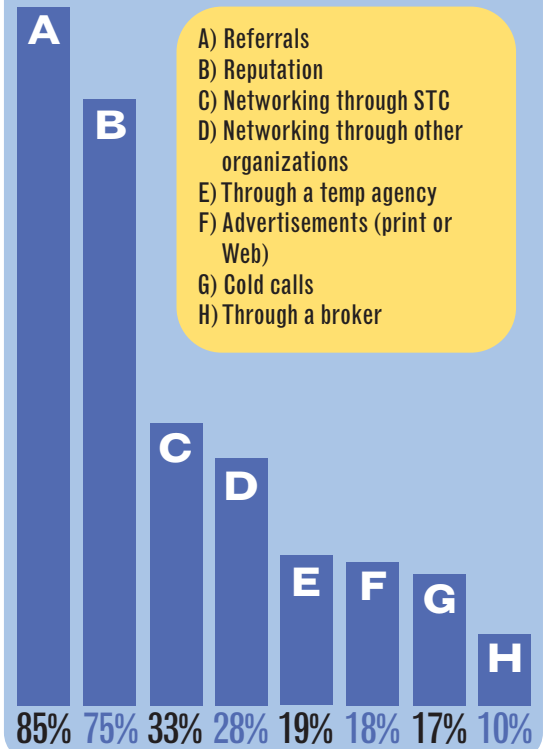 A
B
C
D
E
F
G
H
A) Referrals
B) Reputation
C) Networking through STC
D) Networking through other
organizations
E) Through a temp agency
F) Advertisements (print or
Web)
G) Cold calls
H) Through a broker
85% 75% 33% 28% 19% 18% 17% 10%